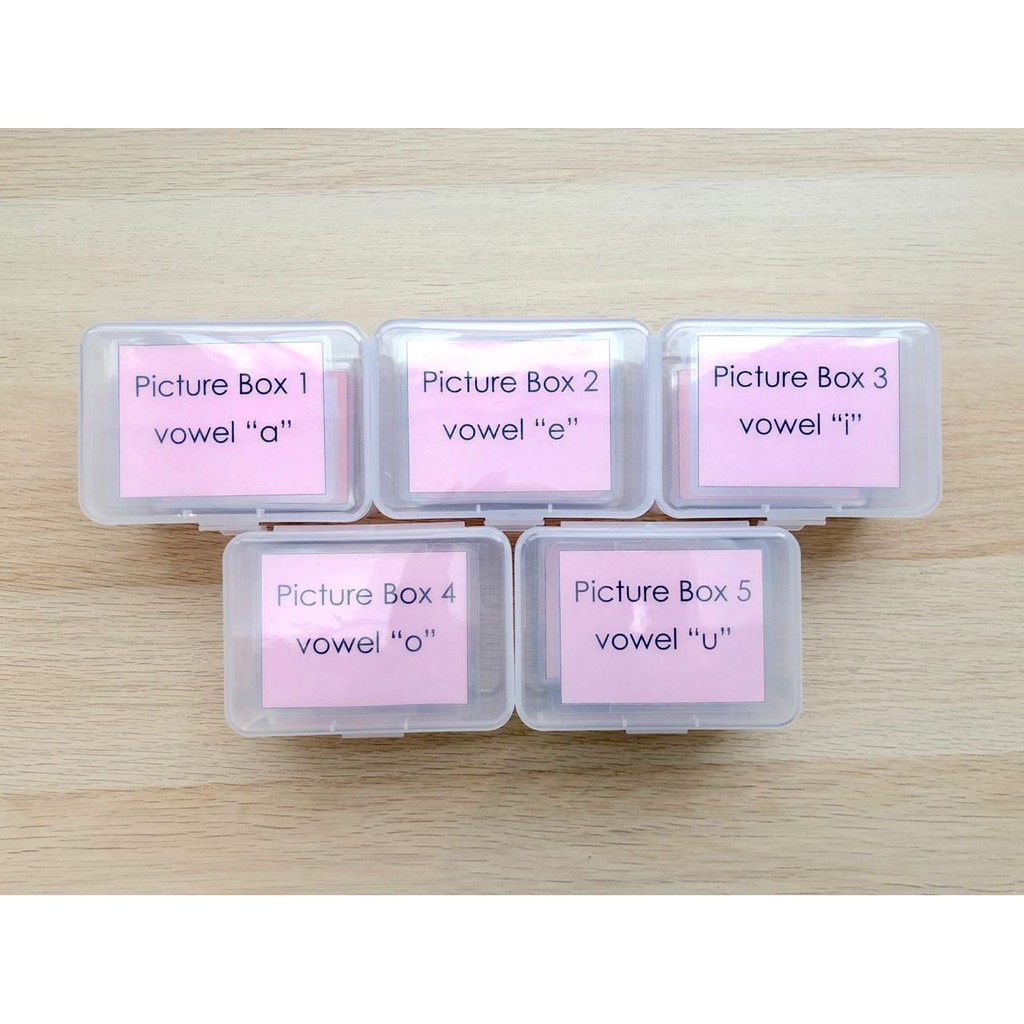 Picture Box 1
vowel “a”
Picture Box 2
vowel “e”
Picture Box 3
vowel “i”
Picture Box 4
vowel “o”
Picture Box 5
vowel “u”